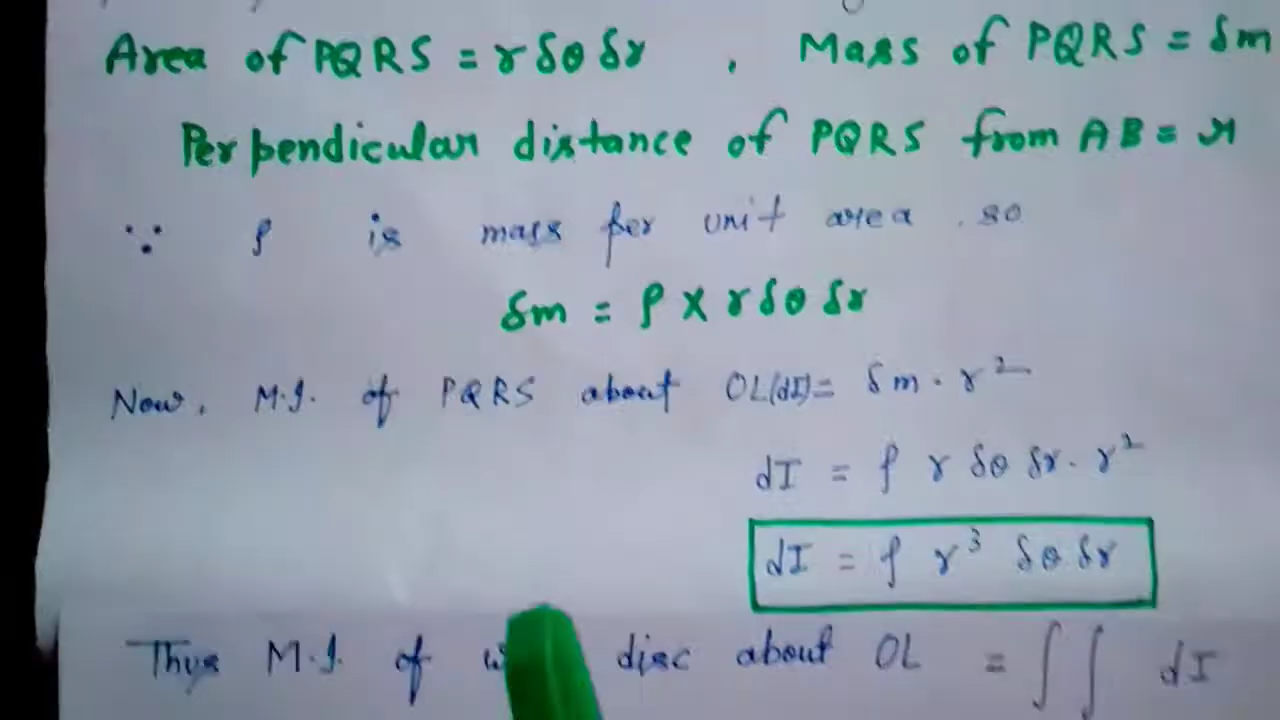 Area of PQRS = r δθ δr , Mass of PQRS = δm
Perpendicular distance of PQRS from AB = r
∵ ρ is mass per unit area . so
δm = ρ × r δθ δr
Now, M.I. of PQRS about OL(dI) = δm . r²
dI = ρ r δθ δr . r²
dI = ρ r³ δθ δr
Thus M.I. of disc about OL = ∫∫ dI